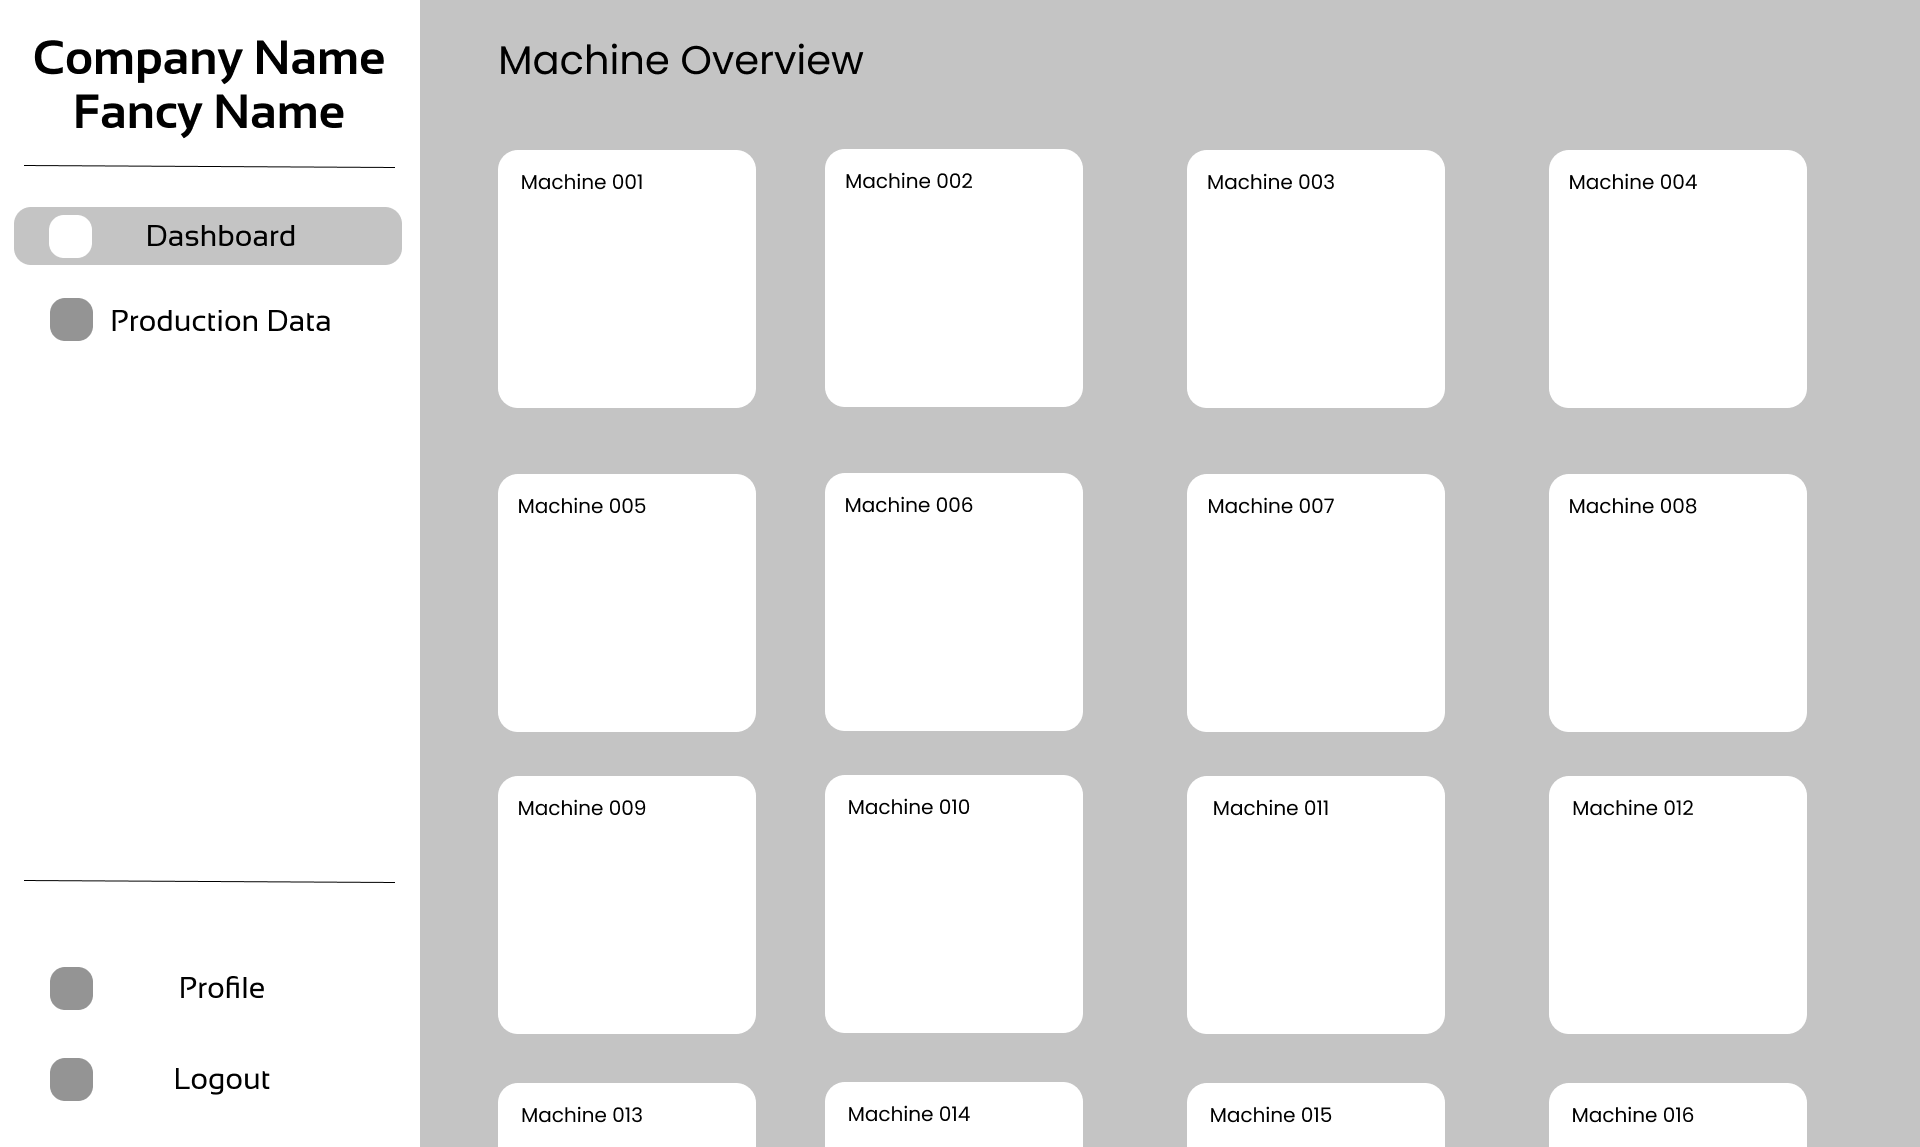 Company Name
Fancy Name
Dashboard
Production Data
Profile
Logout
Machine Overview
Machine 001
Machine 002
Machine 003
Machine 004
Machine 005
Machine 006
Machine 007
Machine 008
Machine 009
Machine 010
Machine 011
Machine 012
Machine 013
Machine 014
Machine 015
Machine 016